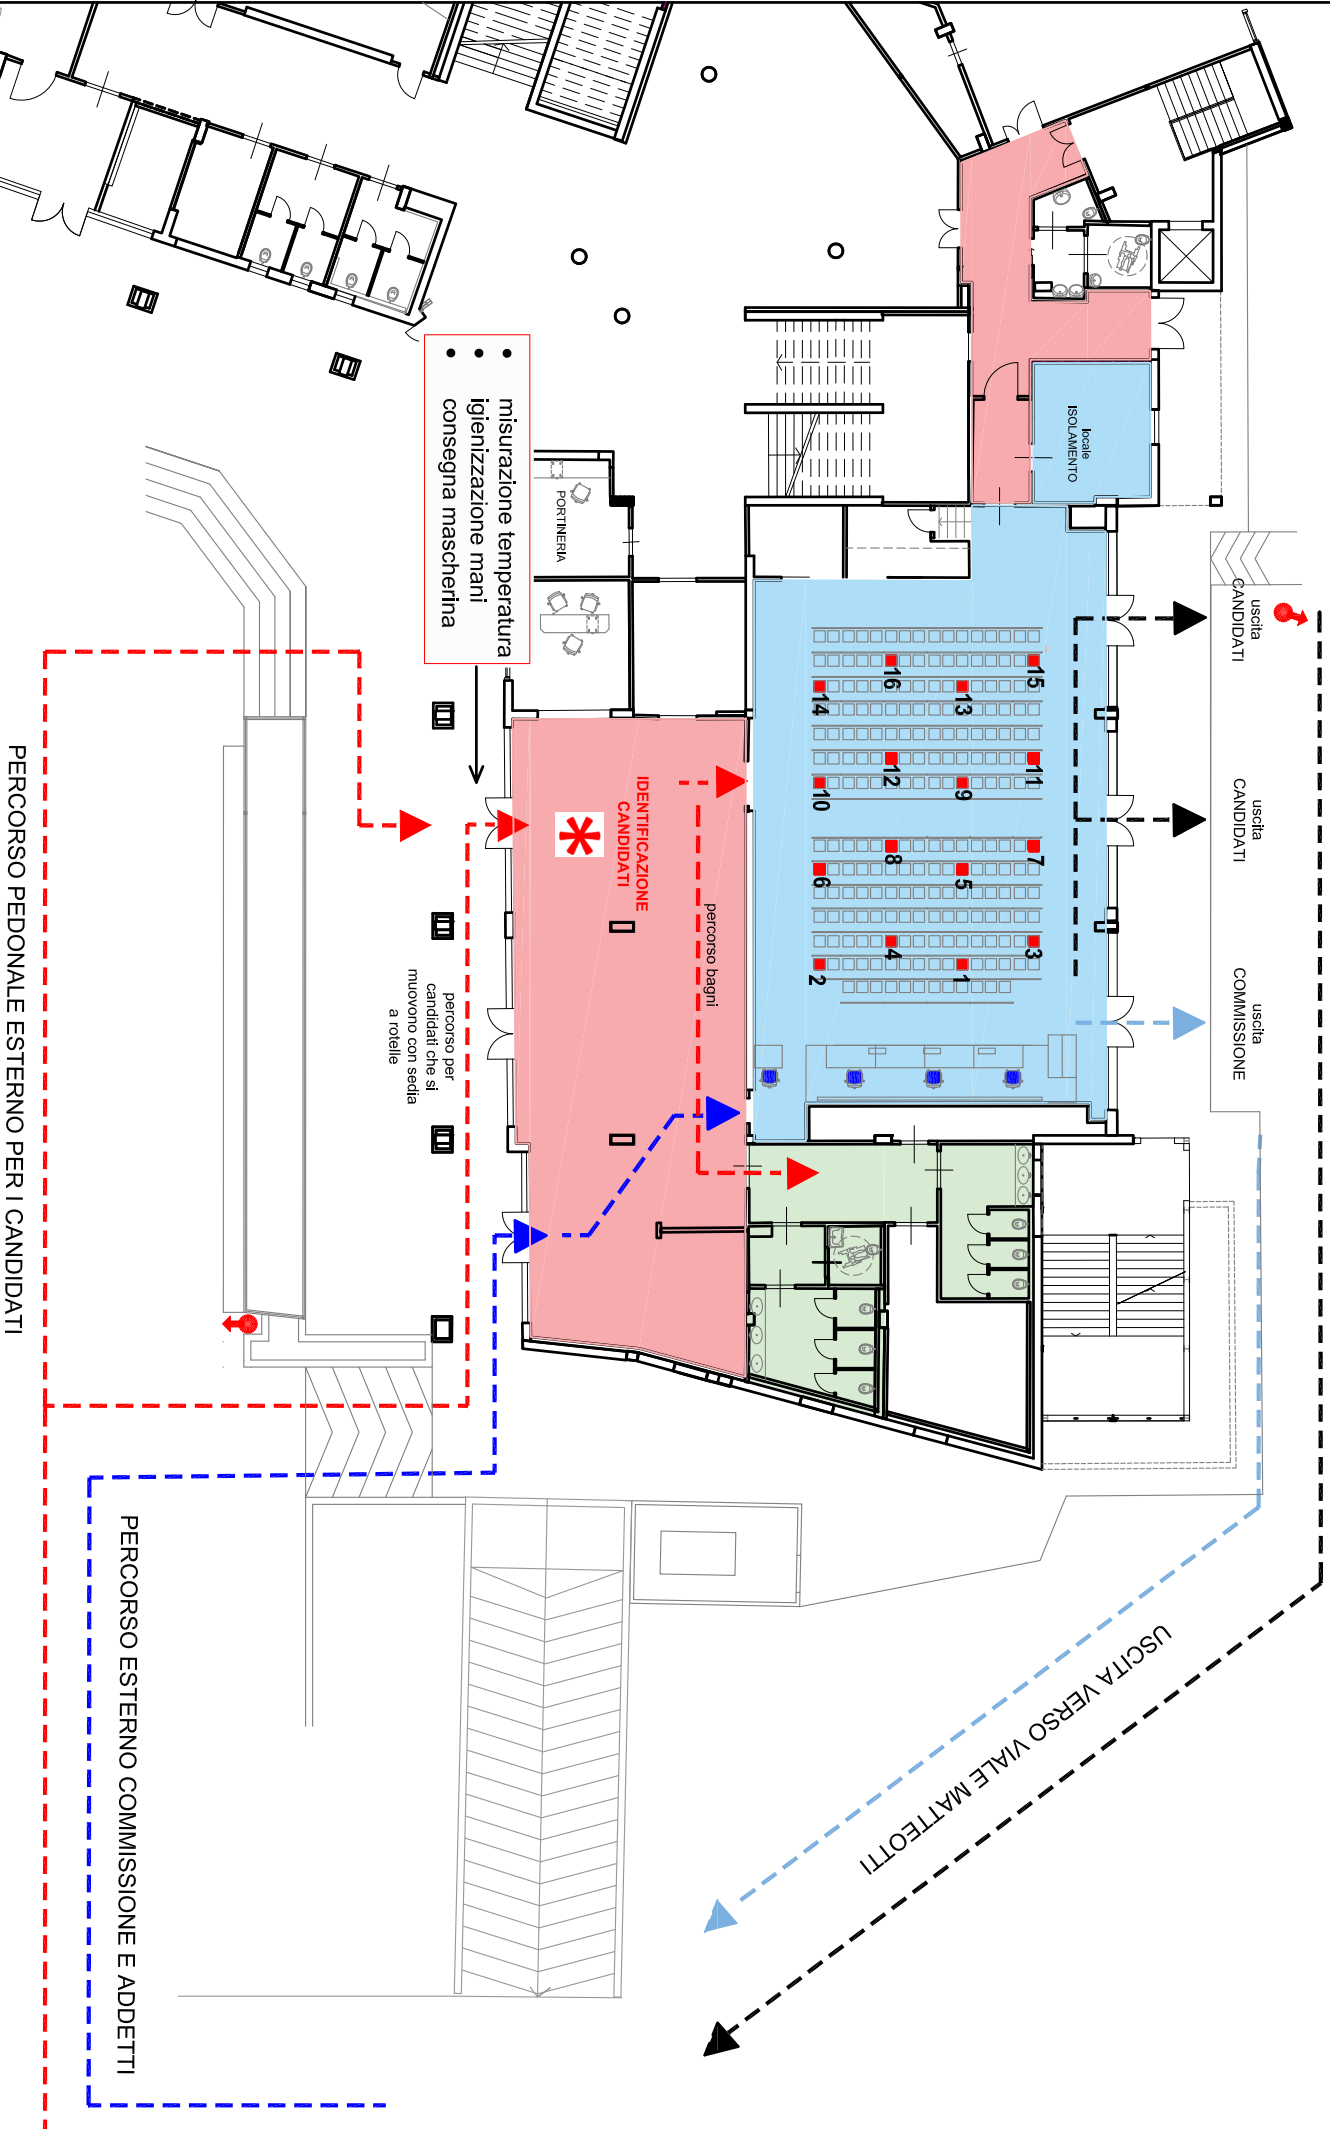 misurazione temperatura
igienizzazione mani
consegna mascherina
PORTINERIA
locale
ISOLAMENTO
uscita
CANDIDATI
uscita
CANDIDATI
uscita
COMMISSIONE
15
16
13
14
11
12
9
10
7
8
5
6
3
4
1
2
IDENTIFICAZIONE
CANDIDATI
percorso bagni
percorso per
candidati che si
muovono con sedia
a rotelle
PERCORSO PEDONALE ESTERNO PER I CANDIDATI
PERCORSO ESTERNO COMMISSIONE E ADDETTI
USCITA VERSO VIALE MATTEOTTI